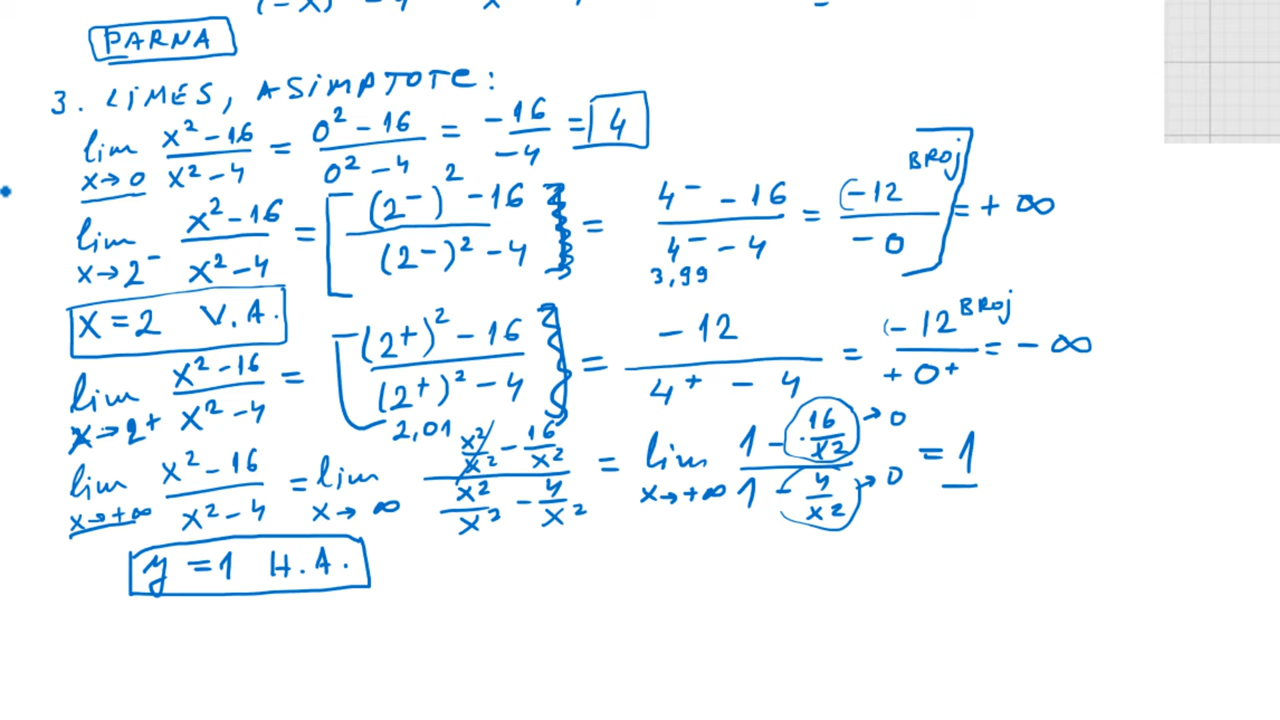 PARNA
3. LIMES, ASIMPTOTE:
lim x→0 (x²-16)/(x²-4) = (0²-16)/(0²-4) = -16/-4 = 4
lim x→2⁻ (x²-16)/(x²-4) = [((2-)²-16)/((2-)²-4) = (4⁻-16)/(4⁻-4) = (-12/-0] = +∞ BROJ
3,99
X=2 V.A.
lim x→2+ (x²-16)/(x²-4) = [((2+)²-16)/((2+)²-4) = -12/(4⁺-4) = (-12/+0⁺ = -∞ BROJ
2,01
lim x→+∞ (x²-16)/(x²-4) = lim x→∞ (x²/x² - 16/x²)/(x²/x² - 4/x²) = lim x→+∞ (1 - 16/x² →0)/(1 - 4/x² →0) = 1
y=1 H.A.